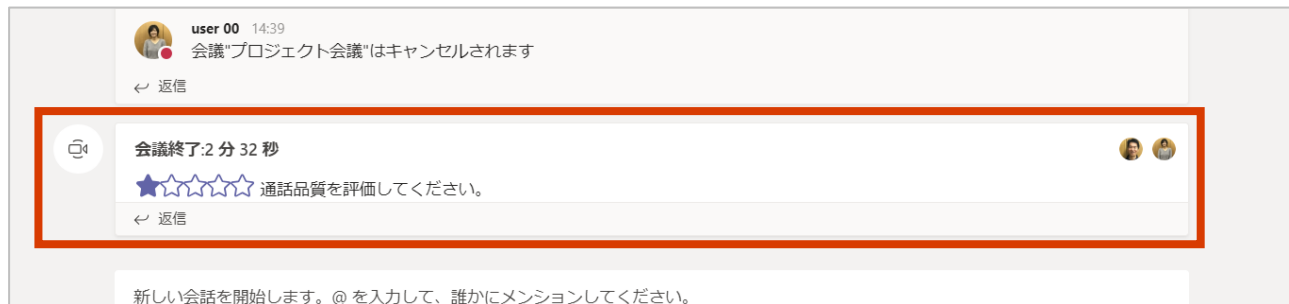 user 00 14:39
会議"プロジェクト会議"はキャンセルされます
返信
会議終了:2 分 32 秒
通話品質を評価してください。
返信
新しい会話を開始します。@ を入力して、誰かにメンションしてください。